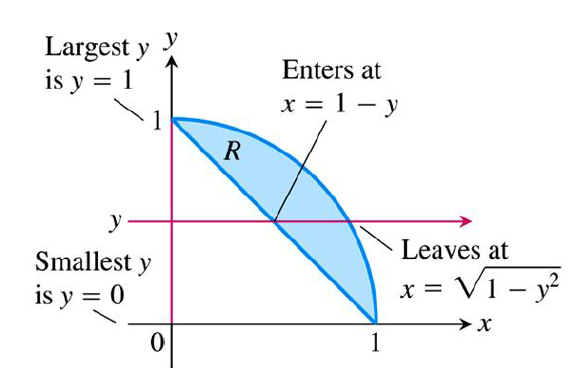 Largest y
is y = 1
y
Enters at
x = 1 − y
1
R
y
Leaves at
x = √1 − y²
Smallest y
is y = 0
x
0
1